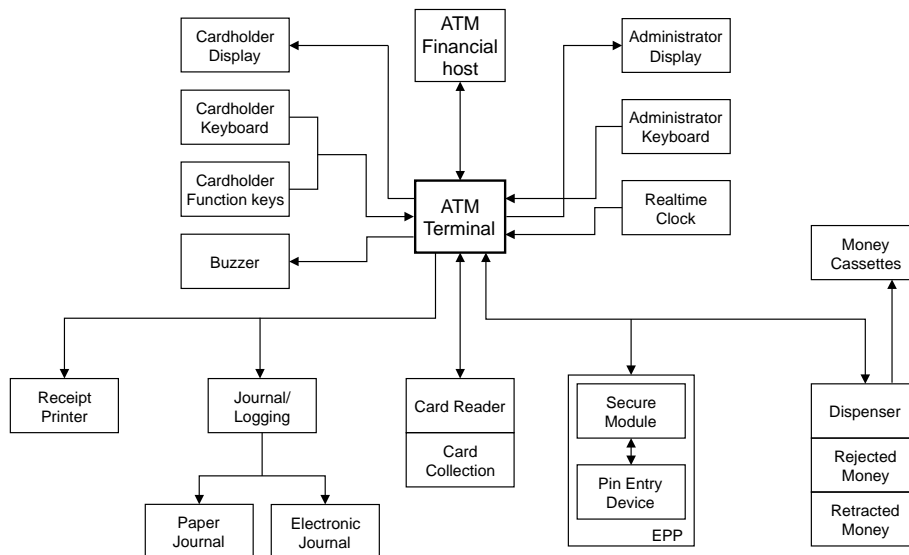 Cardholder
Display
ATM
Financial
host
Administrator
Display
Cardholder
Keyboard
Administrator
Keyboard
Cardholder
Function keys
ATM
Terminal
Realtime
Clock
Buzzer
Money
Cassettes
Receipt
Printer
Journal/
Logging
Card Reader
Card
Collection
Secure
Module
Pin Entry
Device
EPP
Dispenser
Rejected
Money
Retracted
Money
Paper
Journal
Electronic
Journal